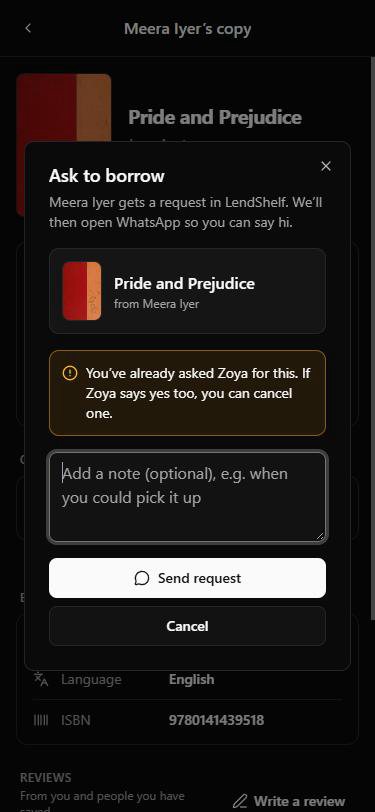 Meera Iyer's copy
Pride and Prejudice
Ask to borrow
Meera Iyer gets a request in LendShelf. We'll
then open WhatsApp so you can say hi.
Pride and Prejudice
from Meera Iyer
You've already asked Zoya for this. If
Zoya says yes too, you can cancel
one.
Add a note (optional), e.g. when
you could pick it up
Send request
Cancel
Language English
ISBN 9780141439518
REVIEWS
From you and people you have
saved
Write a review